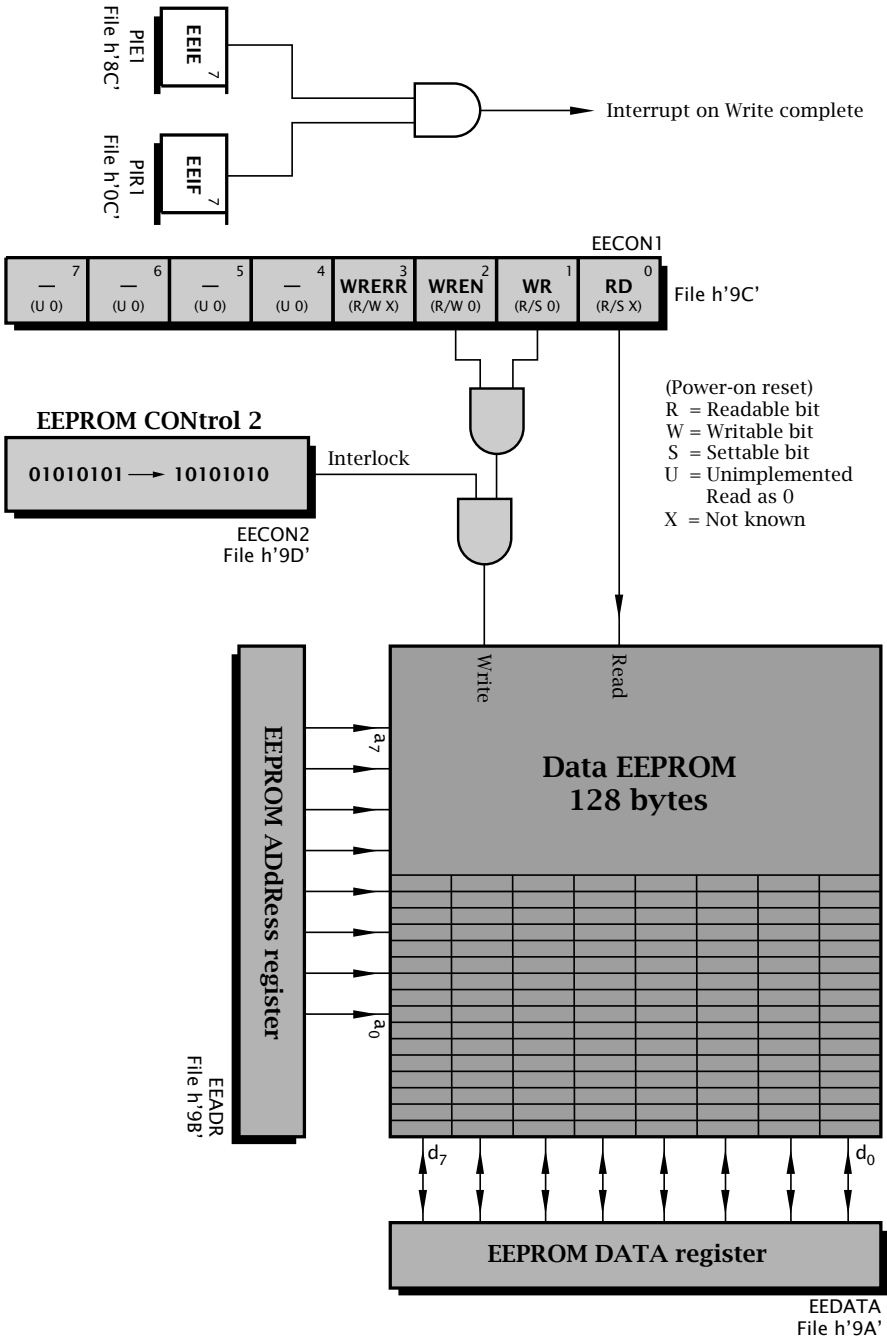 PIE1
File h'8C'
EEIE
7
Interrupt on Write complete
PIR1
File h'0C'
EEIF
7
EECON1
7 6 5 4 3 2 1 0
— — — — WRERR WREN WR RD
(U 0) (U 0) (U 0) (U 0) (R/W X) (R/W 0) (R/S 0) (R/S X)
File h'9C'
(Power-on reset)
R = Readable bit
W = Writable bit
S = Settable bit
U = Unimplemented
Read as 0
X = Not known
EEPROM CONtrol 2
01010101 → 10101010
Interlock
EECON2
File h'9D'
Write
Read
EEPROM ADdRess register
a7
a0
EEADR
File h'9B'
Data EEPROM
128 bytes
d7
d0
EEPROM DATA register
EEDATA
File h'9A'